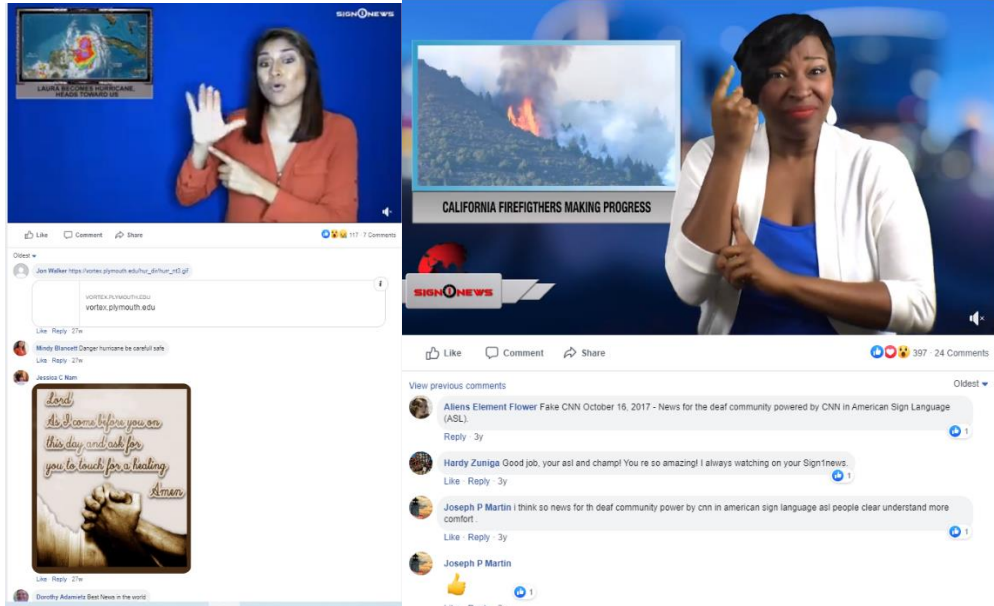 SIGN1NEWS
LAURA BECOMES HURRICANE,
HEADS TOWARD US
Like Comment Share
117 · 7 Comments
Oldest
Jon Walker https://vortex.plymouth.edu/hur_dir/hurr_nt3.gif
VORTEX.PLYMOUTH.EDU
vortex.plymouth.edu
Like · Reply · 27w
Mindy Blancett Danger hurricane be carefull safe
Like · Reply · 27w
Jessica C Nam
Lord,
As I come before you on
this day and ask for
you to touch for a healing
Amen
Like · Reply · 27w
Dorothy Adamietz Best News in the world
CALIFORNIA FIREFIGTHERS MAKING PROGRESS
SIGN1NEWS
Like Comment Share
397 · 24 Comments
View previous comments
Oldest
Aliens Element Flower Fake CNN October 16, 2017 - News for the deaf community powered by CNN in American Sign Language
(ASL).
Reply · 3y
1
Hardy Zuniga Good job, your asl and champ! You re so amazing! I always watching on your Sign1news.
1
Like · Reply · 3y
Joseph P Martin i think so news for th deaf community power by cnn in american sign language asl people clear understand more
comfort .
1
Like · Reply · 3y
Joseph P Martin
1